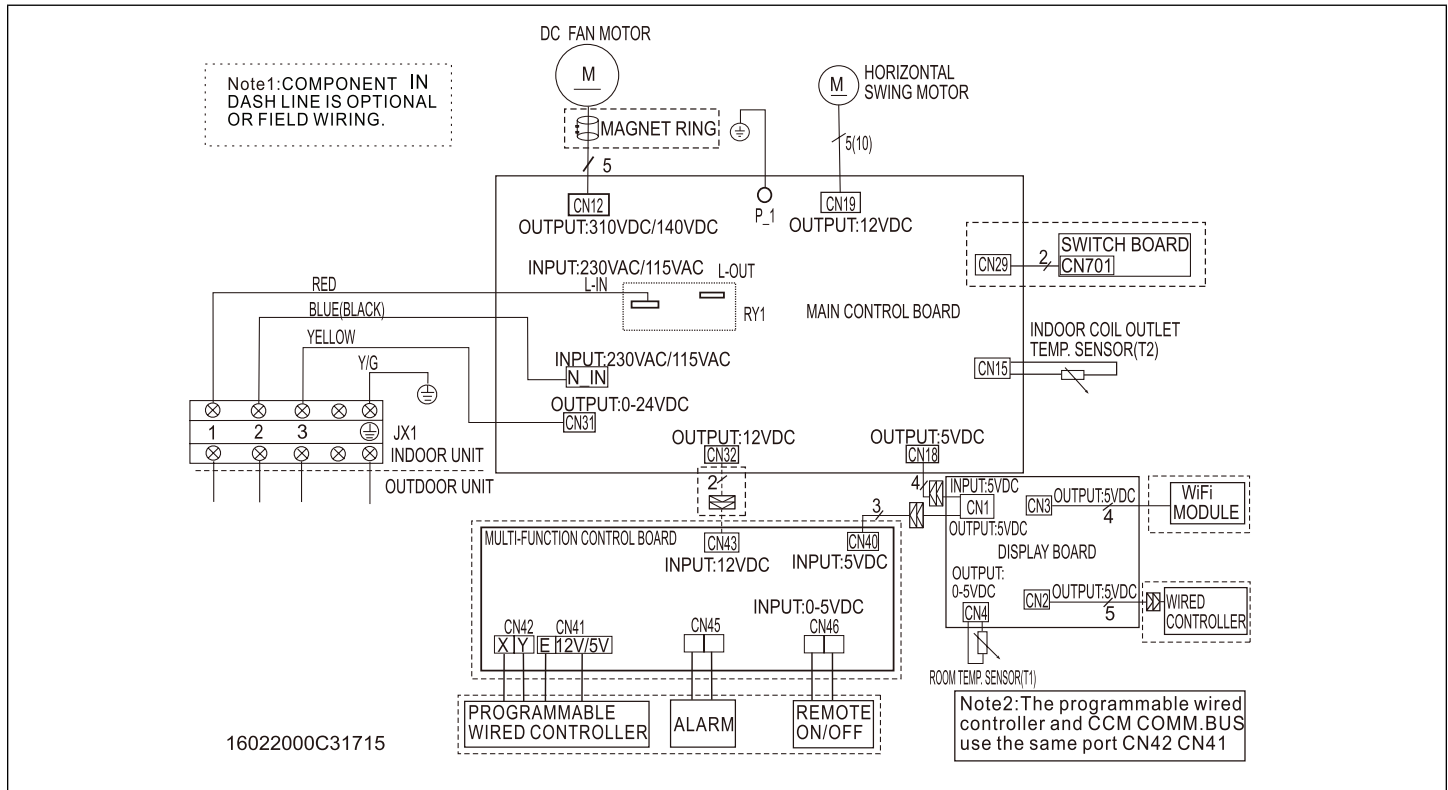 DC FAN MOTOR
M
Note1:COMPONENT IN
DASH LINE IS OPTIONAL
OR FIELD WIRING.
MAGNET RING
5
M
HORIZONTAL
SWING MOTOR
5(10)
CN12
OUTPUT:310VDC/140VDC
P_1
CN19
OUTPUT:12VDC
SWITCH BOARD
CN29
2
CN701
INPUT:230VAC/115VAC
L-IN
L-OUT
RY1
MAIN CONTROL BOARD
RED
BLUE(BLACK)
YELLOW
Y/G
INDOOR COIL OUTLET
TEMP. SENSOR(T2)
CN15
INPUT:230VAC/115VAC
N_IN
OUTPUT:0-24VDC
CN31
1
2
3
JX1
INDOOR UNIT
OUTDOOR UNIT
OUTPUT:12VDC
CN32
2
OUTPUT:5VDC
CN18
4
INPUT:5VDC
CN1
OUTPUT:5VDC
3
CN3
OUTPUT:5VDC
4
WiFi
MODULE
DISPLAY BOARD
OUTPUT:
0-5VDC
CN4
CN2
OUTPUT:5VDC
5
WIRED
CONTROLLER
ROOM TEMP. SENSOR(T1)
MULTI-FUNCTION CONTROL BOARD
CN43
INPUT:12VDC
CN40
INPUT:5VDC
INPUT:0-5VDC
CN42
X Y
CN41
E 12V/5V
CN45
CN46
PROGRAMMABLE
WIRED CONTROLLER
ALARM
REMOTE
ON/OFF
Note2:The programmable wired
controller and CCM COMM.BUS
use the same port CN42 CN41
16022000C31715